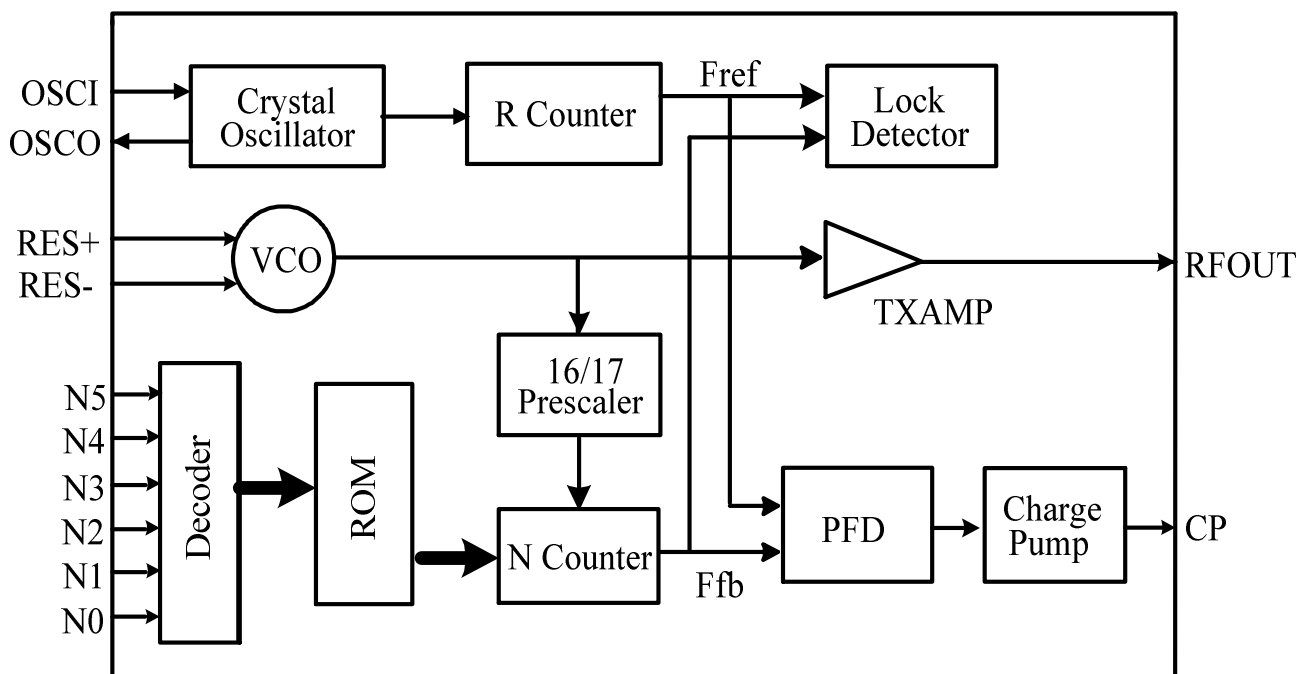 OSCI
OSCO
Crystal
Oscillator
R Counter
Fref
Lock
Detector
RES+
RES-
VCO
TXAMP
RFOUT
16/17
Prescaler
N5
N4
N3
N2
N1
N0
Decoder
ROM
N Counter
Ffb
PFD
Charge
Pump
CP